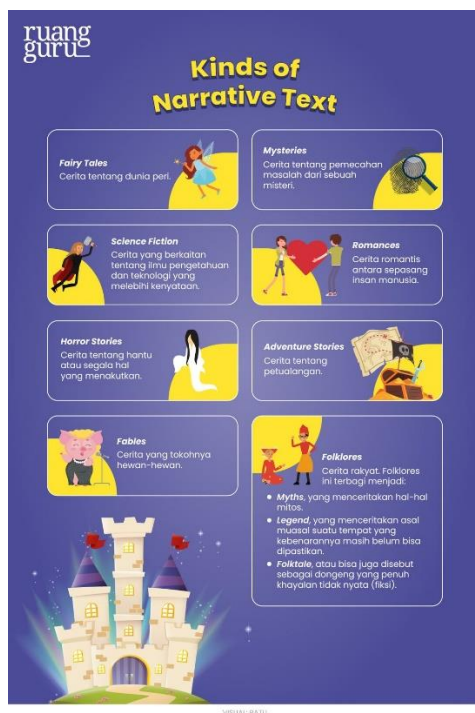 ruang
guru
Kinds of
Narrative Text
Fairy Tales
Cerita tentang dunia peri.
Mysteries
Cerita tentang pemecahan
masalah dari sebuah
misteri.
Science Fiction
Cerita yang berkaitan
tentang ilmu pengetahuan
dan teknologi yang
melebihi kenyataan.
Romances
Cerita romantis
antara sepasang
insan manusia.
Horror Stories
Cerita tentang hantu
atau segala hal
yang menakutkan.
Adventure Stories
Cerita tentang
petualangan.
Fables
Cerita yang tokohnya
hewan-hewan.
Folklores
Cerita rakyat. Folklores
ini terbagi menjadi:
• Myths, yang menceritakan hal-hal
mitos.
• Legend, yang menceritakan asal
muasal suatu tempat yang
kebenarannya masih belum bisa
dipastikan.
• Folktale, atau bisa juga disebut
sebagai dongeng yang penuh
khayalan tidak nyata (fiksi).